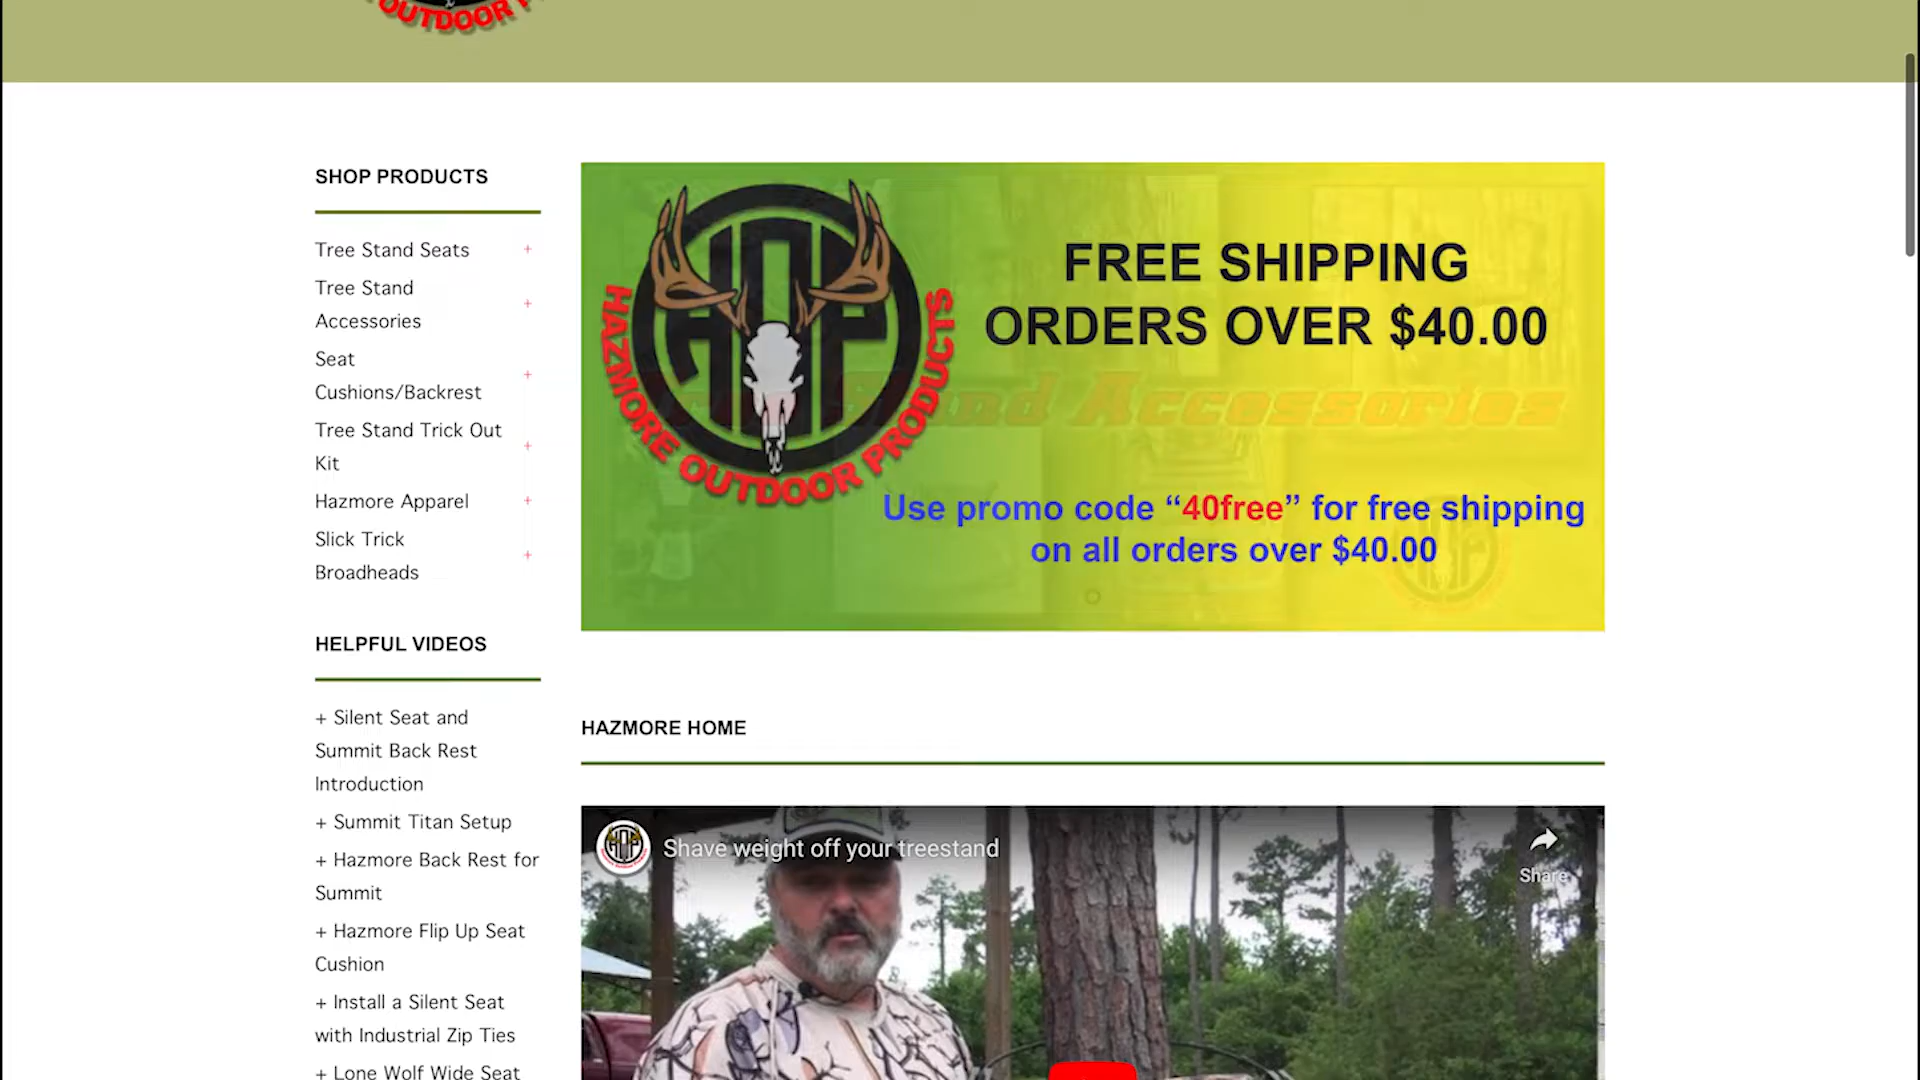 OUTDOOR
SHOP PRODUCTS
Tree Stand Seats +
Tree Stand
Accessories +
Seat
Cushions/Backrest +
Tree Stand Trick Out
Kit +
Hazmore Apparel +
Slick Trick
Broadheads +
HELPFUL VIDEOS
+ Silent Seat and
Summit Back Rest
Introduction
+ Summit Titan Setup
+ Hazmore Back Rest for
Summit
+ Hazmore Flip Up Seat
Cushion
+ Install a Silent Seat
with Industrial Zip Ties
+ Lone Wolf Wide Seat
HOP
HAZMORE OUTDOOR PRODUCTS
FREE SHIPPING
ORDERS OVER $40.00
Stand Accessories
Use promo code “40free” for free shipping
on all orders over $40.00
HAZMORE HOME
HOP
Shave weight off your treestand
Share